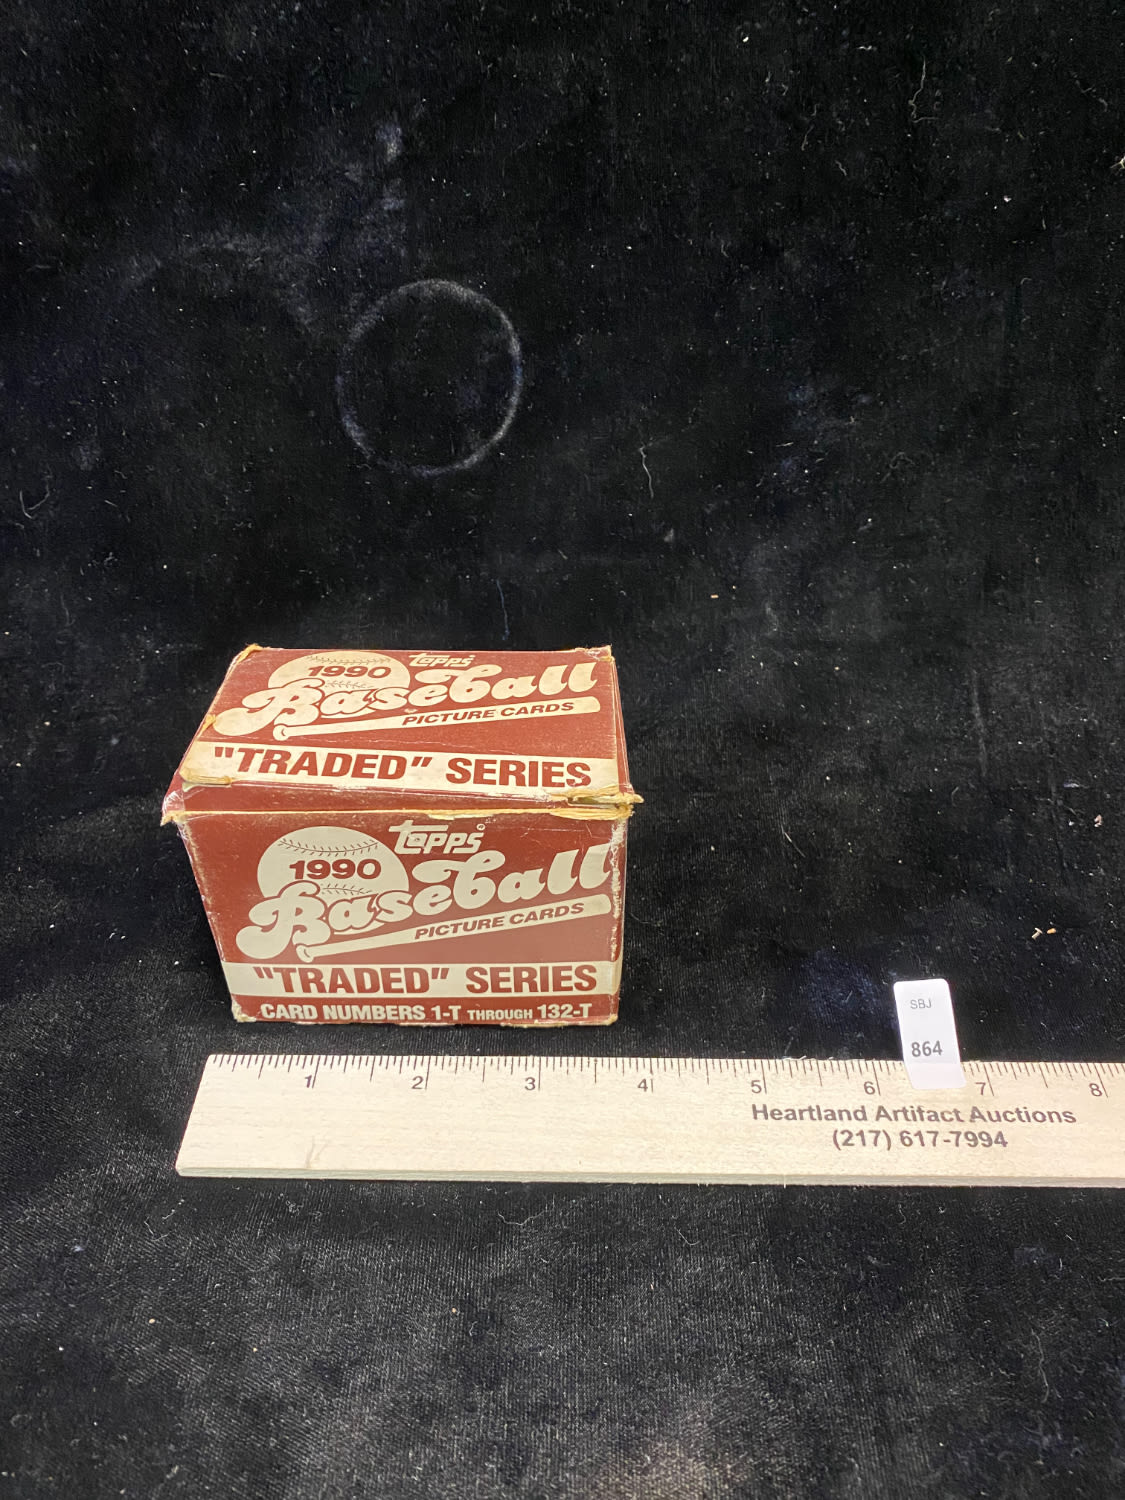 Topps
1990
Baseball
PICTURE CARDS
"TRADED" SERIES
Topps®
1990
Baseball
PICTURE CARDS
"TRADED" SERIES
CARD NUMBERS 1-T THROUGH 132-T
SBJ
864
1 2 3 4 5 6 7 8
Heartland Artifact Auctions
(217) 617-7994